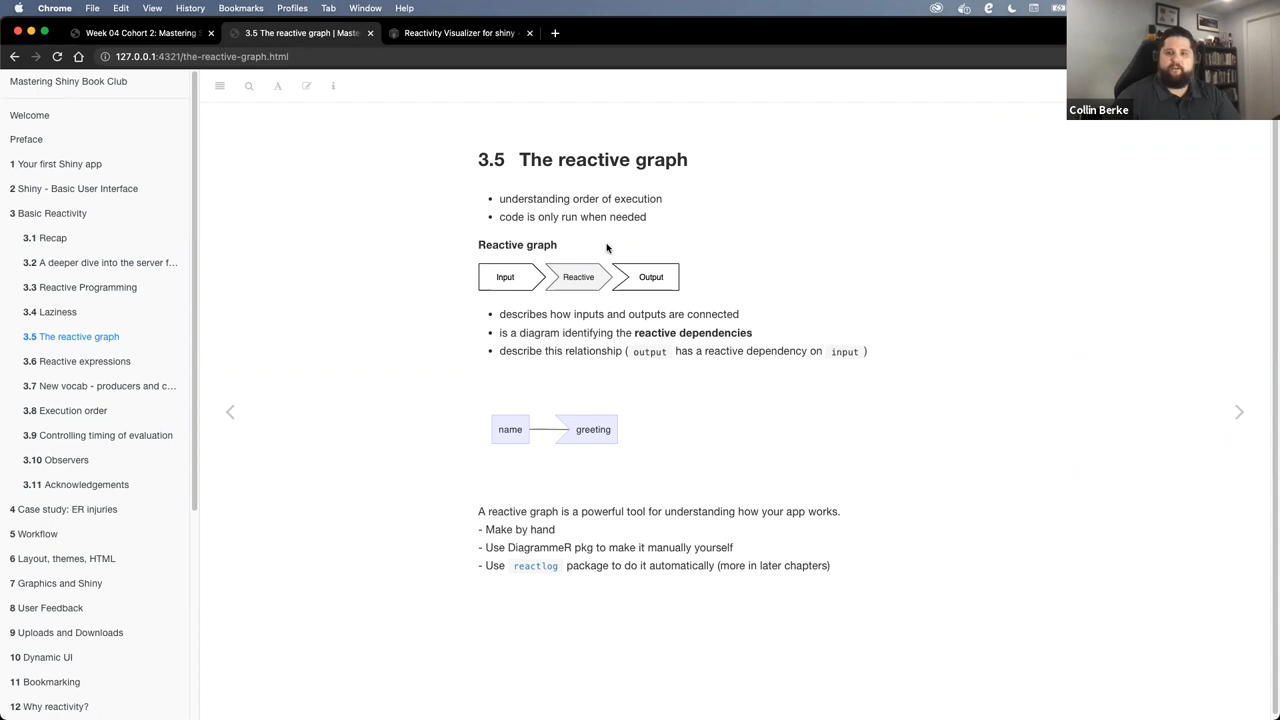 Chrome File Edit View History Bookmarks Profiles Tab Window Help
Week 04 Cohort 2: Mastering S
3.5 The reactive graph | Maste
Reactivity Visualizer for shiny
127.0.0.1:4321/the-reactive-graph.html
Collin Berke
Mastering Shiny Book Club
Welcome
Preface
1 Your first Shiny app
2 Shiny - Basic User Interface
3 Basic Reactivity
3.1 Recap
3.2 A deeper dive into the server f…
3.3 Reactive Programming
3.4 Laziness
3.5 The reactive graph
3.6 Reactive expressions
3.7 New vocab - producers and c…
3.8 Execution order
3.9 Controlling timing of evaluation
3.10 Observers
3.11 Acknowledgements
4 Case study: ER injuries
5 Workflow
6 Layout, themes, HTML
7 Graphics and Shiny
8 User Feedback
9 Uploads and Downloads
10 Dynamic UI
11 Bookmarking
12 Why reactivity?
3.5 The reactive graph
• understanding order of execution
• code is only run when needed
Reactive graph
Input Reactive Output
• describes how inputs and outputs are connected
• is a diagram identifying the reactive dependencies
• describe this relationship ( output has a reactive dependency on input )
name greeting
A reactive graph is a powerful tool for understanding how your app works.
- Make by hand
- Use DiagrammeR pkg to make it manually yourself
- Use reactlog package to do it automatically (more in later chapters)